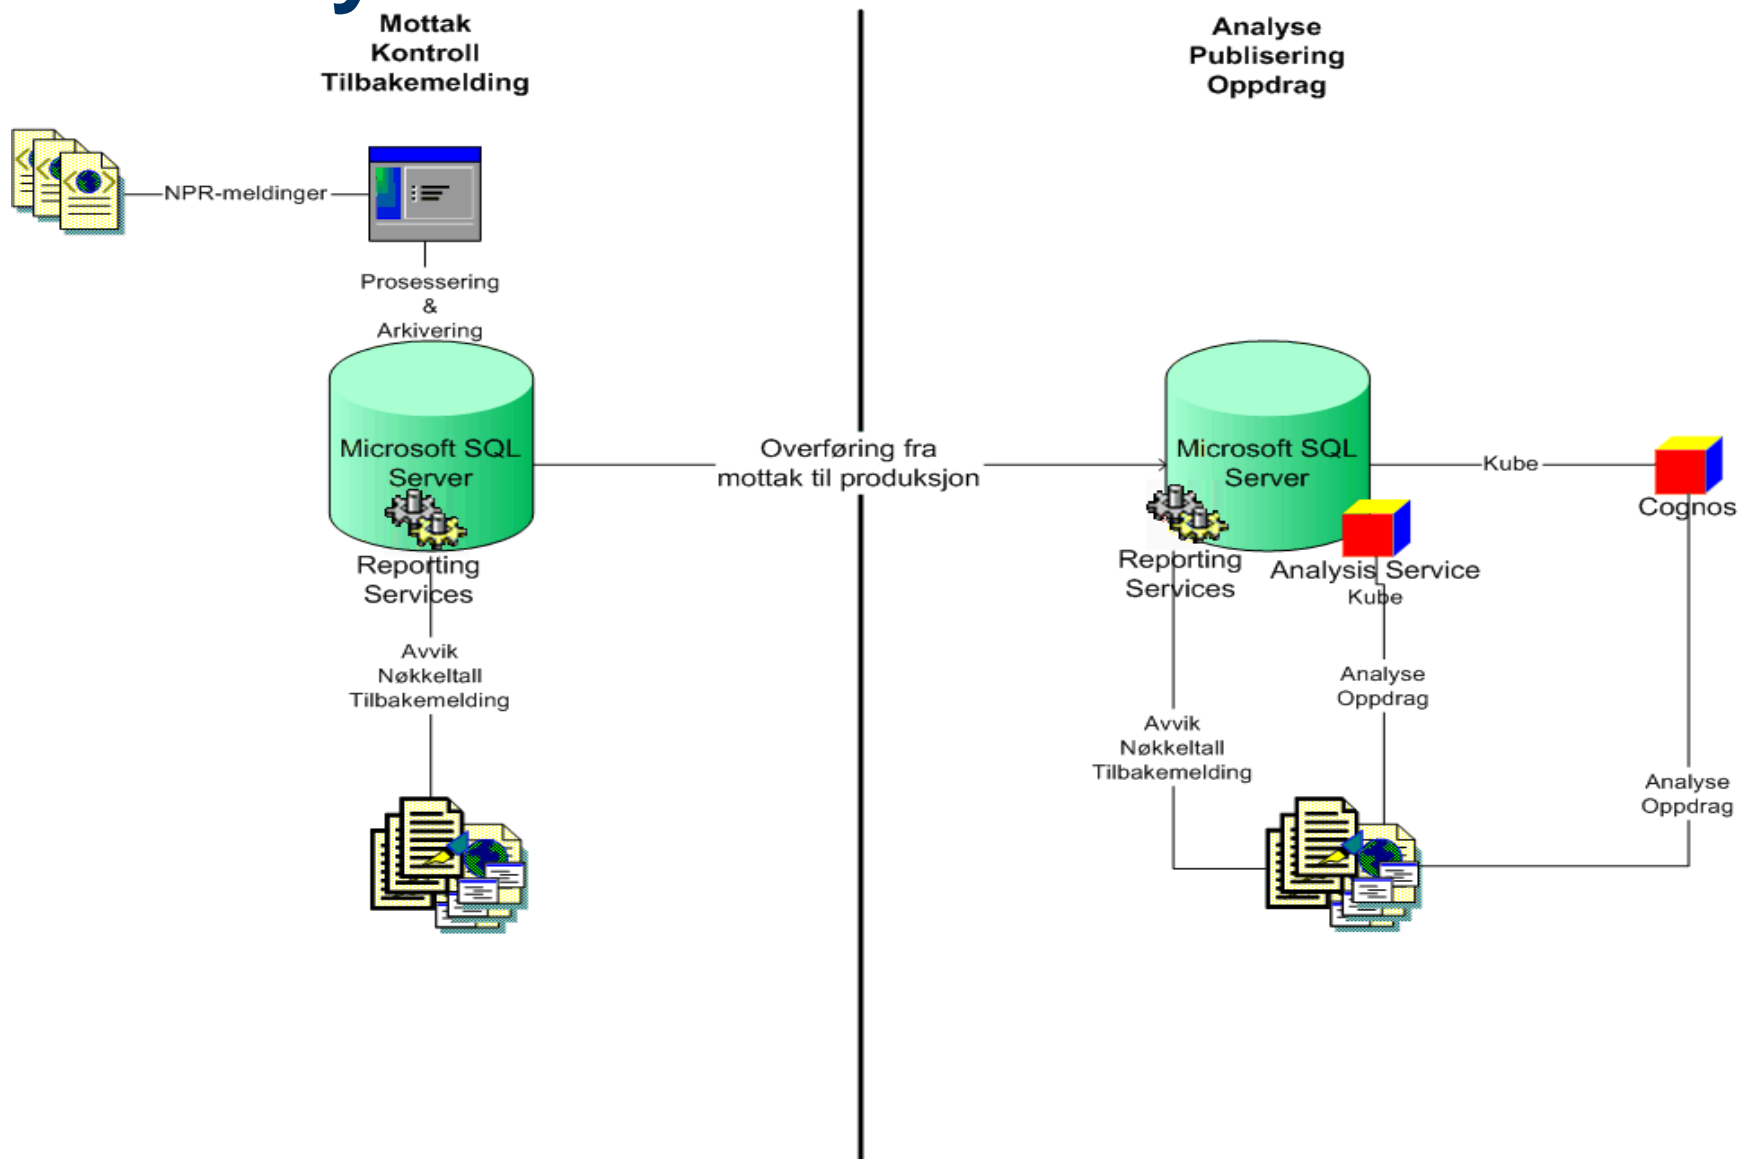 Mottak
Kontroll
Tilbakemelding
NPR-meldinger
Prosessering
&
Arkivering
Microsoft SQL
Server
Reporting
Services
Avvik
Nøkkeltall
Tilbakemelding
Overføring fra
mottak til produksjon
Analyse
Publisering
Oppdrag
Microsoft SQL
Server
Reporting
Services
Analysis Service
Kube
Kube
Cognos
Avvik
Nøkkeltall
Tilbakemelding
Analyse
Oppdrag
Analyse
Oppdrag